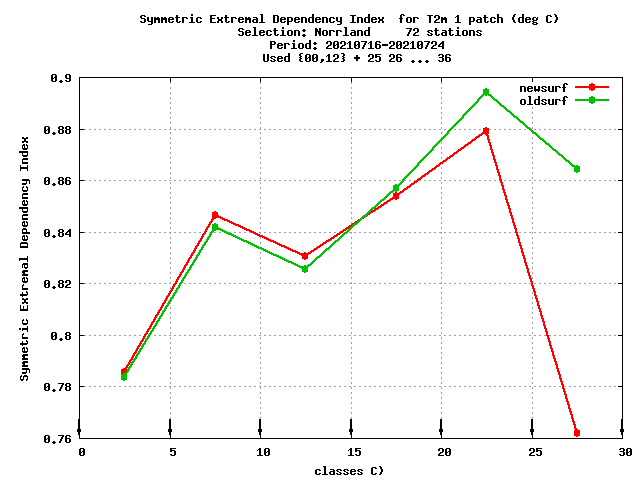 Symmetric Extremal Dependency Index  for T2m 1 patch (deg C)
Selection: Norrland     72 stations
Period: 20210716-20210724
Used {00,12} + 25 26 ... 36
newsurf
oldsurf
Symmetric Extremal Dependency Index
0.9
0.88
0.86
0.84
0.82
0.8
0.78
0.76
0 5 10 15 20 25 30
classes C)